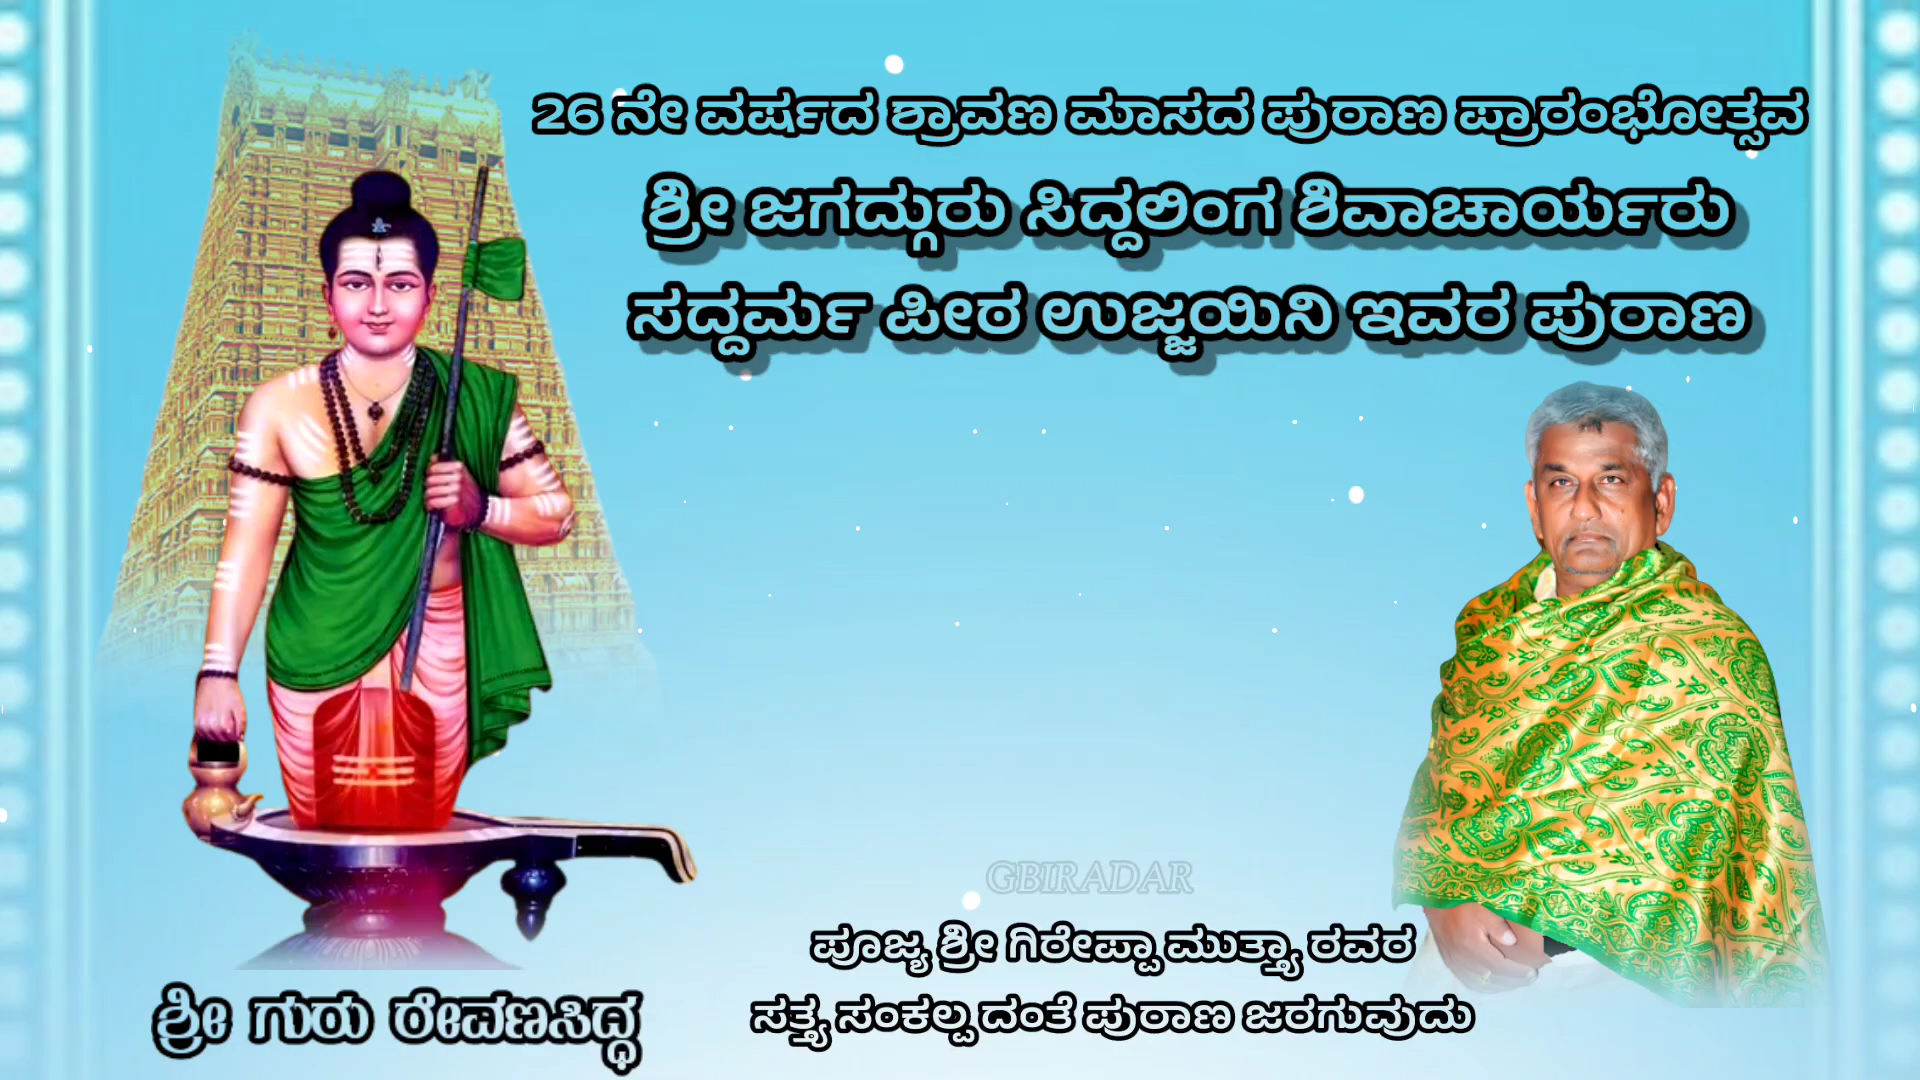 26 ನೇ ವರ್ಷದ ಶ್ರಾವಣ ಮಾಸದ ಪುರಾಣ ಪ್ರಾರಂಭೋತ್ಸವ
ಶ್ರೀ ಜಗದ್ಗುರು ಸಿದ್ದಲಿಂಗ ಶಿವಾಚಾರ್ಯರು
ಸದ್ದರ್ಮ ಪೀಠ ಉಜ್ಜಯಿನಿ ಇವರ ಪುರಾಣ
GBIRADAR
ಪೂಜ್ಯ ಶ್ರೀ ಗಿರೇಪ್ಪಾ ಮುತ್ತ್ಯಾ ರವರ
ಸತ್ತ್ಯ ಸಂಕಲ್ಪ ದಂತೆ ಪುರಾಣ ಜರಗುವುದು
ಶ್ರೀ ಗುರು ರೇವಣಸಿದ್ಧ